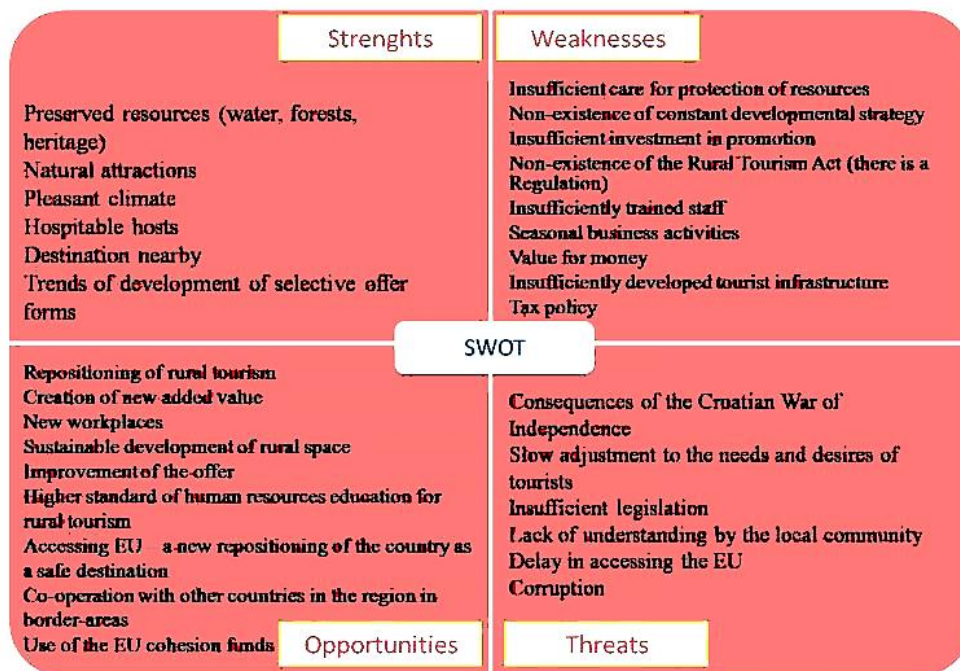 Strenghts
Preserved resources (water, forests,
heritage)
Natural attractions
Pleasant climate
Hospitable hosts
Destination nearby
Trends of development of selective offer
forms
Weaknesses
Insufficient care for protection of resources
Non-existence of constant developmental strategy
Insufficient investment in promotion
Non-existence of the Rural Tourism Act (there is a
Regulation)
Insufficiently trained staff
Seasonal business activities
Value for money
Insufficiently developed tourist infrastructure
Tax policy
SWOT
Repositioning of rural tourism
Creation of new added value
New workplaces
Sustainable development of rural space
Improvement of the offer
Higher standard of human resources education for
rural tourism
Accessing EU – a new repositioning of the country as
a safe destination
Co-operation with other countries in the region in
border-areas
Use of the EU cohesion funds
Opportunities
Consequences of the Croatian War of
Independence
Slow adjustment to the needs and desires of
tourists
Insufficient legislation
Lack of understanding by the local community
Delay in accessing the EU
Corruption
Threats